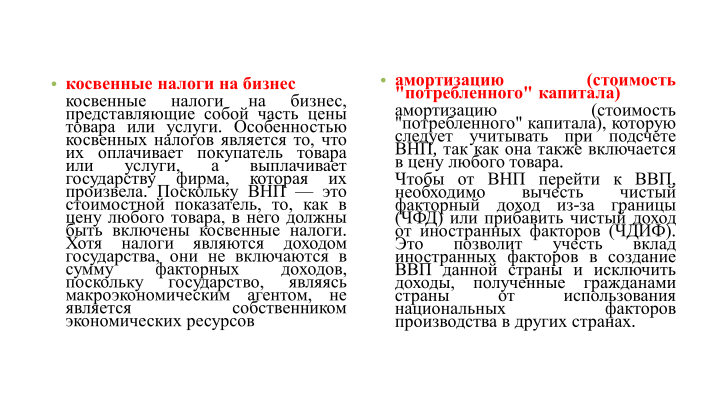 • косвенные налоги на бизнес
косвенные налоги на бизнес,
представляющие собой часть цены
товара или услуги. Особенностью
косвенных налогов является то, что
их оплачивает покупатель товара
или услуги, а выплачивает
государству фирма, которая их
произвела. Поскольку ВНП — это
стоимостной показатель, то, как в
цену любого товара, в него должны
быть включены косвенные налоги.
Хотя налоги являются доходом
государства, они не включаются в
сумму факторных доходов,
поскольку государство, являясь
макроэкономическим агентом, не
является собственником
экономических ресурсов
• амортизацию (стоимость
"потребленного" капитала)
амортизацию (стоимость
"потребленного" капитала), которую
следует учитывать при подсчете
ВНП, так как она также включается
в цену любого товара.
Чтобы от ВНП перейти к ВВП,
необходимо вычесть чистый
факторный доход из-за границы
(ЧФД) или прибавить чистый доход
от иностранных факторов (ЧДИФ).
Это позволит учесть вклад
иностранных факторов в создание
ВВП данной страны и исключить
доходы, полученные гражданами
страны от использования
национальных факторов
производства в других странах.